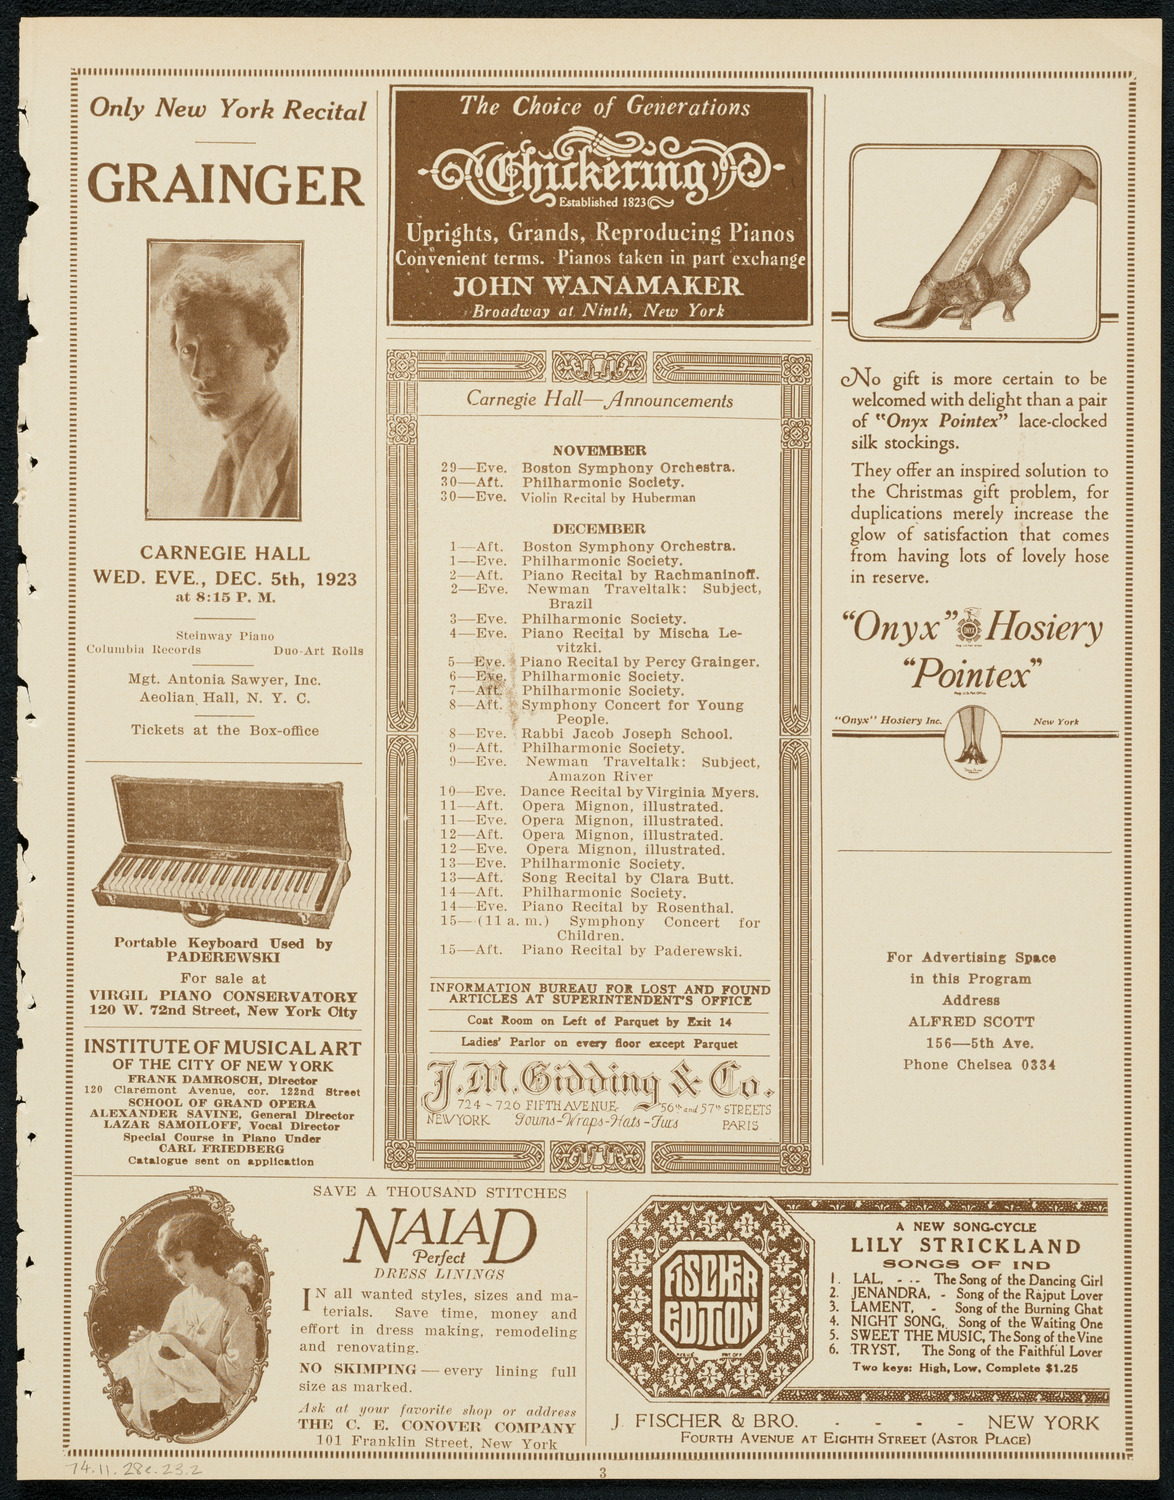 Only New York Recital
GRAINGER
CARNEGIE HALL
WED. EVE., DEC. 5th, 1923
at 8:15 P. M.
Steinway Piano
Columbia Records Duo-Art Rolls
Mgt. Antonia Sawyer, Inc.
Aeolian Hall, N. Y. C.
Tickets at the Box-office
Portable Keyboard Used by
PADEREWSKI
For sale at
VIRGIL PIANO CONSERVATORY
120 W. 72nd Street, New York City
INSTITUTE OF MUSICAL ART
OF THE CITY OF NEW YORK
FRANK DAMROSCH, Director
120 Claremont Avenue, cor. 122nd Street
SCHOOL OF GRAND OPERA
ALEXANDER SAVINE, General Director
LAZAR SAMOILOFF, Vocal Director
Special Course in Piano Under
CARL FRIEDBERG
Catalogue sent on application
The Choice of Generations
Chickering
Established 1823
Uprights, Grands, Reproducing Pianos
Convenient terms. Pianos taken in part exchange
JOHN WANAMAKER
Broadway at Ninth, New York
Carnegie Hall—Announcements
NOVEMBER
29—Eve. Boston Symphony Orchestra.
30—Aft. Philharmonic Society.
30—Eve. Violin Recital by Huberman
DECEMBER
1—Aft. Boston Symphony Orchestra.
1—Eve. Philharmonic Society.
2—Aft. Piano Recital by Rachmaninoff.
2—Eve. Newman Traveltalk: Subject,
Brazil
3—Eve. Philharmonic Society.
4—Eve. Piano Recital by Mischa Le-
vitzki.
5—Eve. Piano Recital by Percy Grainger.
6—Eve. Philharmonic Society.
7—Aft. Philharmonic Society.
8—Aft. Symphony Concert for Young
People.
8—Eve. Rabbi Jacob Joseph School.
9—Aft. Philharmonic Society.
9—Eve. Newman Traveltalk: Subject,
Amazon River
10—Eve. Dance Recital by Virginia Myers.
11—Aft. Opera Mignon, illustrated.
11—Eve. Opera Mignon, illustrated.
12—Aft. Opera Mignon, illustrated.
12—Eve. Opera Mignon, illustrated.
13—Eve. Philharmonic Society.
13—Aft. Song Recital by Clara Butt.
14—Aft. Philharmonic Society.
14—Eve. Piano Recital by Rosenthal.
15—(11 a. m.) Symphony Concert for
Children.
15—Aft. Piano Recital by Paderewski.
INFORMATION BUREAU FOR LOST AND FOUND
ARTICLES AT SUPERINTENDENT'S OFFICE
Coat Room on Left of Parquet by Exit 14
Ladies' Parlor on every floor except Parquet
J. M. Gidding & Co.
724 - 726 FIFTH AVENUE 56th and 57th STREETS
NEW YORK Gowns-Wraps-Hats-Furs PARIS
No gift is more certain to be
welcomed with delight than a pair
of "Onyx Pointex" lace-clocked
silk stockings.
They offer an inspired solution to
the Christmas gift problem, for
duplications merely increase the
glow of satisfaction that comes
from having lots of lovely hose
in reserve.
"Onyx" Hosiery
"Pointex"
"Onyx" Hosiery Inc. New York
For Advertising Space
in this Program
Address
ALFRED SCOTT
156—5th Ave.
Phone Chelsea 0334
SAVE A THOUSAND STITCHES
NAIAD
Perfect
DRESS LININGS
IN all wanted styles, sizes and ma-
terials. Save time, money and
effort in dress making, remodeling
and renovating.
NO SKIMPING — every lining full
size as marked.
Ask at your favorite shop or address
THE C. E. CONOVER COMPANY
101 Franklin Street, New York
FISCHER
EDITION
A NEW SONG-CYCLE
LILY STRICKLAND
SONGS OF IND
1. LAL, - - - The Song of the Dancing Girl
2. JENANDRA, - Song of the Rajput Lover
3. LAMENT, - Song of the Burning Ghat
4. NIGHT SONG, Song of the Waiting One
5. SWEET THE MUSIC, The Song of the Vine
6. TRYST, The Song of the Faithful Lover
Two keys: High, Low, Complete $1.25
J. FISCHER & BRO. - - - - NEW YORK
FOURTH AVENUE AT EIGHTH STREET (ASTOR PLACE)
74.11.28e.23.2
3